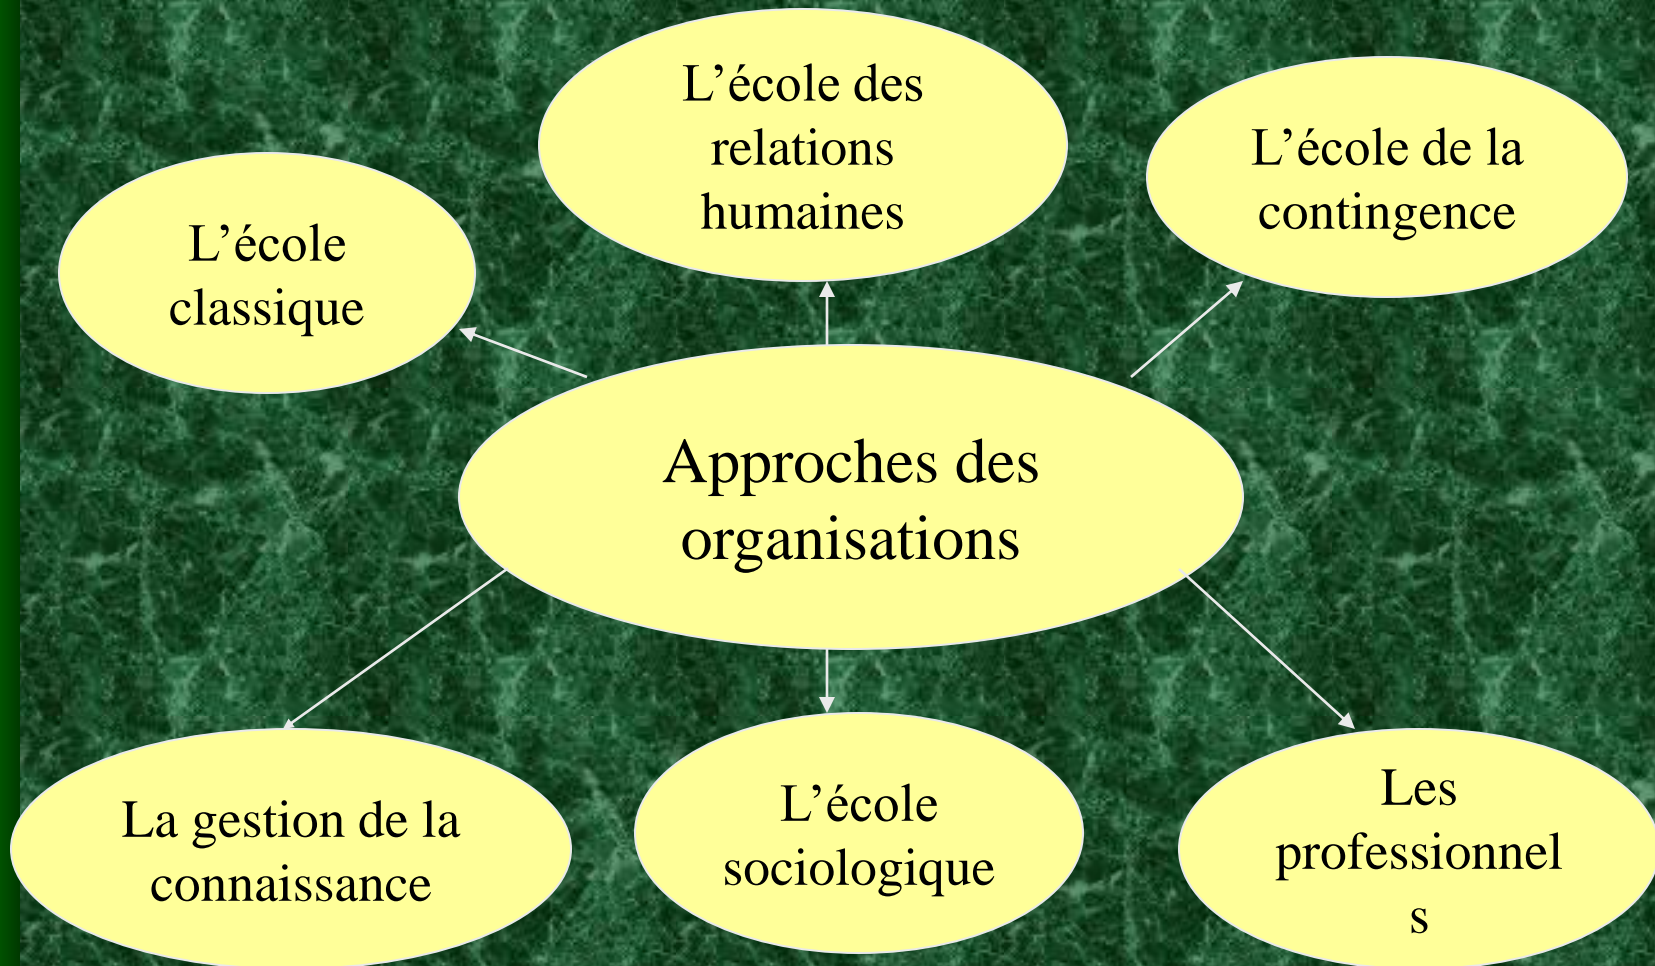 L’école des
relations
humaines
L’école de la
contingence
L’école
classique
Approches des
organisations
La gestion de la
connaissance
L’école
sociologique
Les
professionnel
s